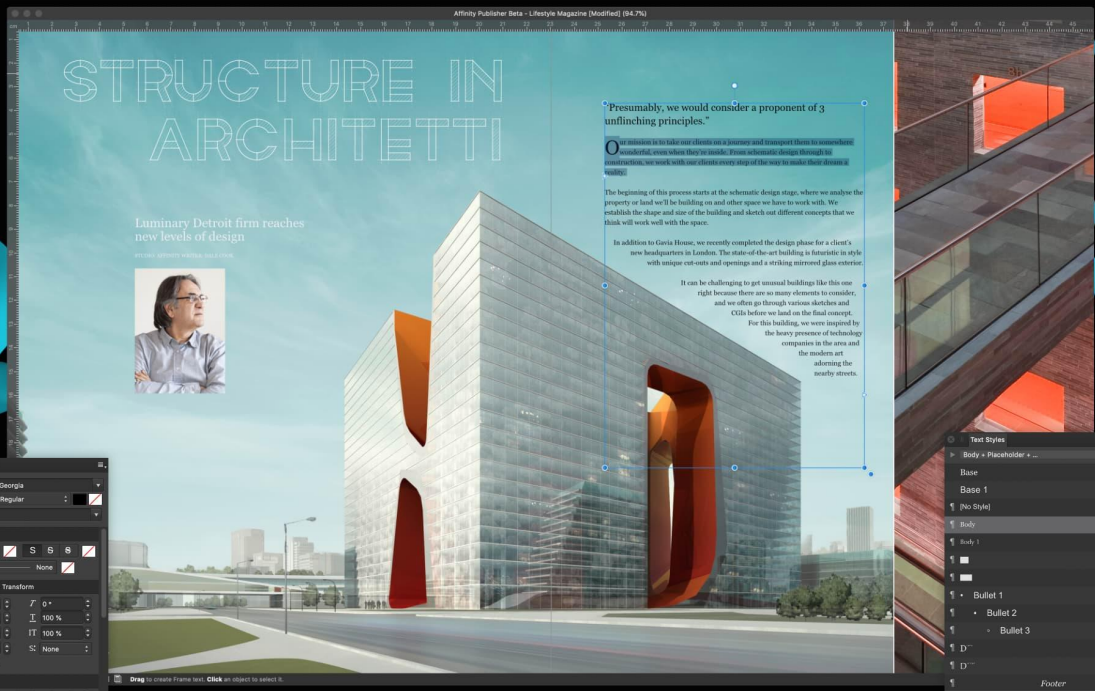 Affinity Publisher Beta - Lifestyle Magazine [Modified] (94.7%)
STRUCTURE IN
ARCHITETTI
Luminary Detroit firm reaches
new levels of design
"Presumably, we would consider a proponent of 3
unflinching principles."
Our mission is to take our clients on a journey and transport them to somewhere
wonderful, even when they're inside. From schematic design through to
construction, we work with our clients every step of the way to make their dream a
reality.
The beginning of this process starts at the schematic design stage, where we analyse the
property or land we'll be building on and other space we have to work with. We
establish the shape and size of the building and sketch out different concepts that we
think will work well with the space.
In addition to Gavia House, we recently completed the design phase for a client's
new headquarters in London. The state-of-the-art building is futuristic in style
with unique cut-outs and openings and a striking mirrored glass exterior.
It can be challenging to get unusual buildings like this one
right because there are so many elements to consider,
and we often go through various sketches and
CGIs before we land on the final concept.
For this building, we were inspired by
the heavy presence of technology
companies in the area and
the modern art
adorning the
nearby streets.
Georgia
Regular
S S S
None
Transform
0 °
100 %
100 %
None
Drag to create Frame text. Click an object to select it.
Text Styles
Body + Placeholder + ...
Base
Base 1
[No Style]
Body
Body 1
• Bullet 1
• Bullet 2
Bullet 3
D
D
Footer